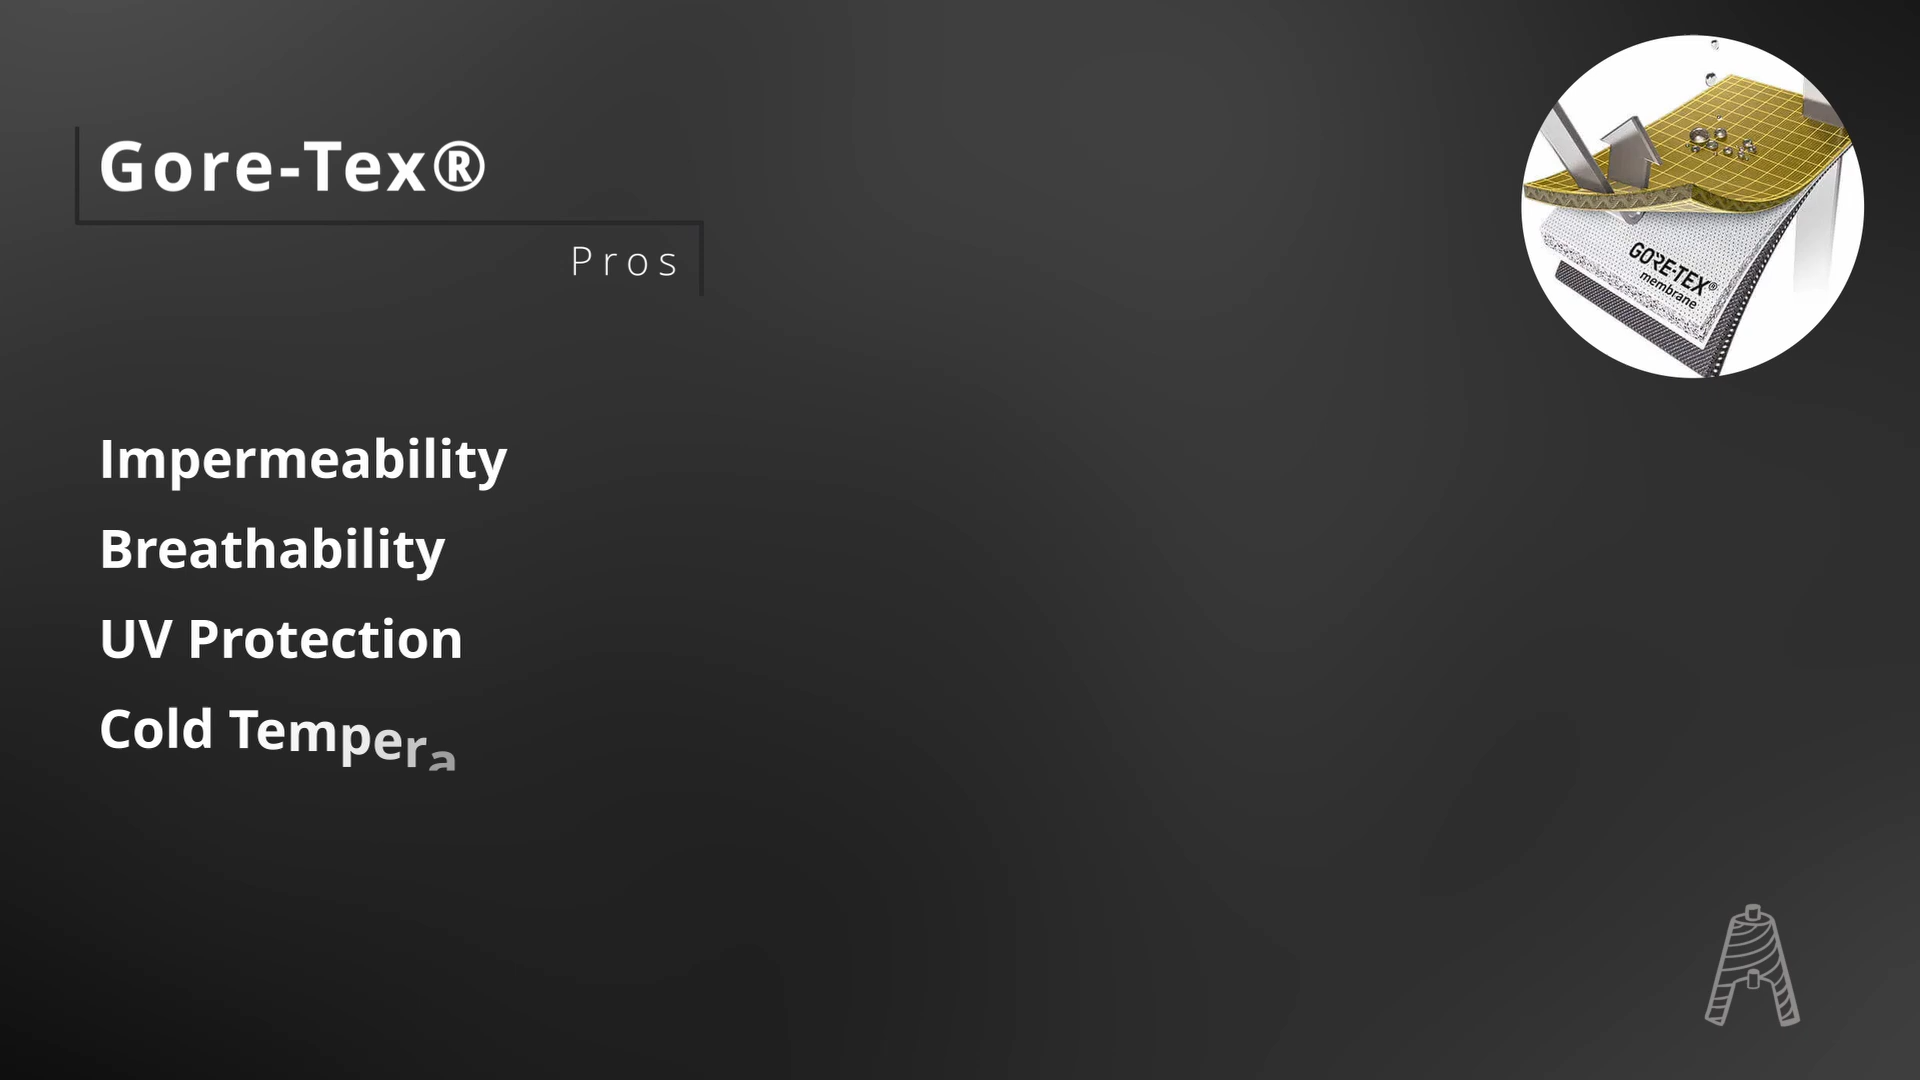 Gore-Tex®
Pros
GORE-TEX®
membrane
Impermeability
Breathability
UV Protection
Cold Tempera